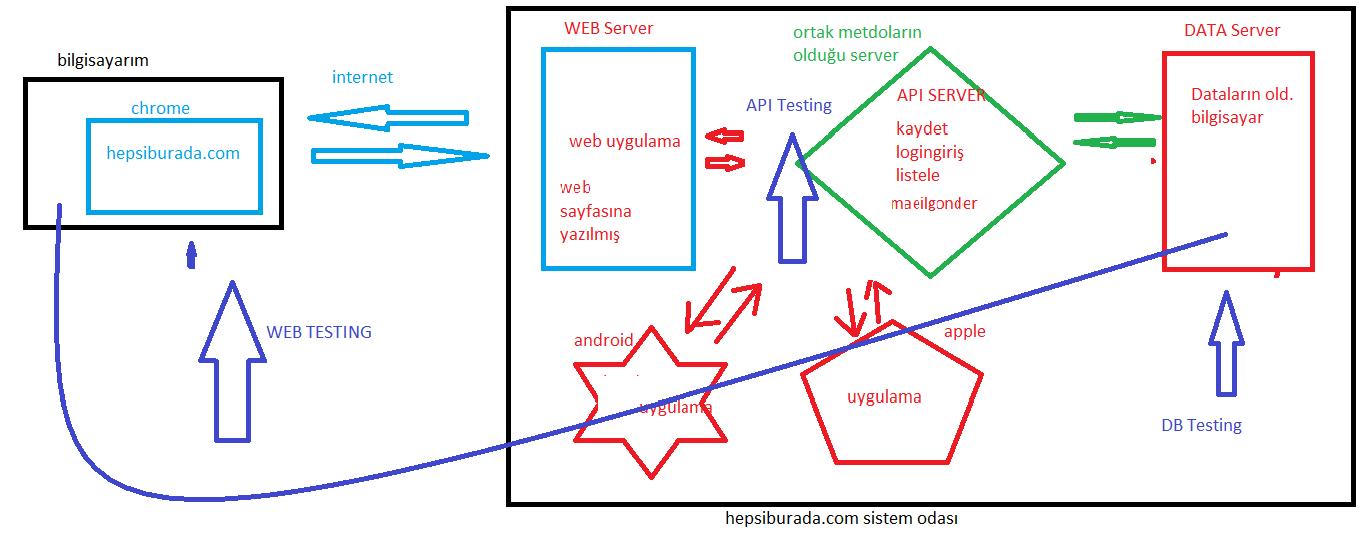 bilgisayarım
internet
chrome
hepsiburada.com
WEB TESTING
WEB Server
web uygulama
web
sayfasına
yazılmış
ortak metdoların
olduğu server
API Testing
API SERVER
kaydet
logingiriş
listele
maeilgonder
DATA Server
Dataların old.
bilgisayar
android
uygulama
apple
uygulama
DB Testing
hepsiburada.com sistem odası